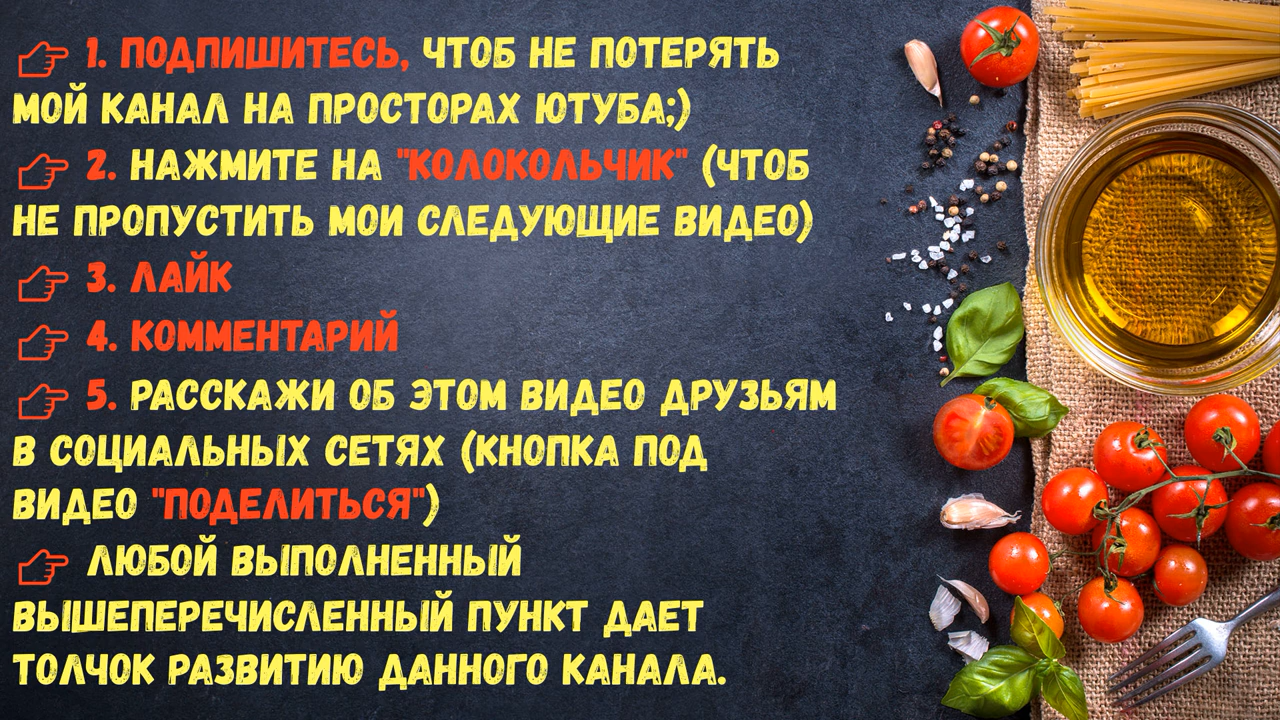 👉 1. ПОДПИШИТЕСЬ, ЧТОБ НЕ ПОТЕРЯТЬ
МОЙ КАНАЛ НА ПРОСТОРАХ ЮТУБА;)
👉 2. НАЖМИТЕ НА "КОЛОКОЛЬЧИК" (ЧТОБ
НЕ ПРОПУСТИТЬ МОИ СЛЕДУЮЩИЕ ВИДЕО)
👉 3. ЛАЙК
👉 4. КОММЕНТАРИЙ
👉 5. РАССКАЖИ ОБ ЭТОМ ВИДЕО ДРУЗЬЯМ
В СОЦИАЛЬНЫХ СЕТЯХ (КНОПКА ПОД
ВИДЕО "ПОДЕЛИТЬСЯ")
👉 ЛЮБОЙ ВЫПОЛНЕННЫЙ
ВЫШЕПЕРЕЧИСЛЕННЫЙ ПУНКТ ДАЕТ
ТОЛЧОК РАЗВИТИЮ ДАННОГО КАНАЛА.